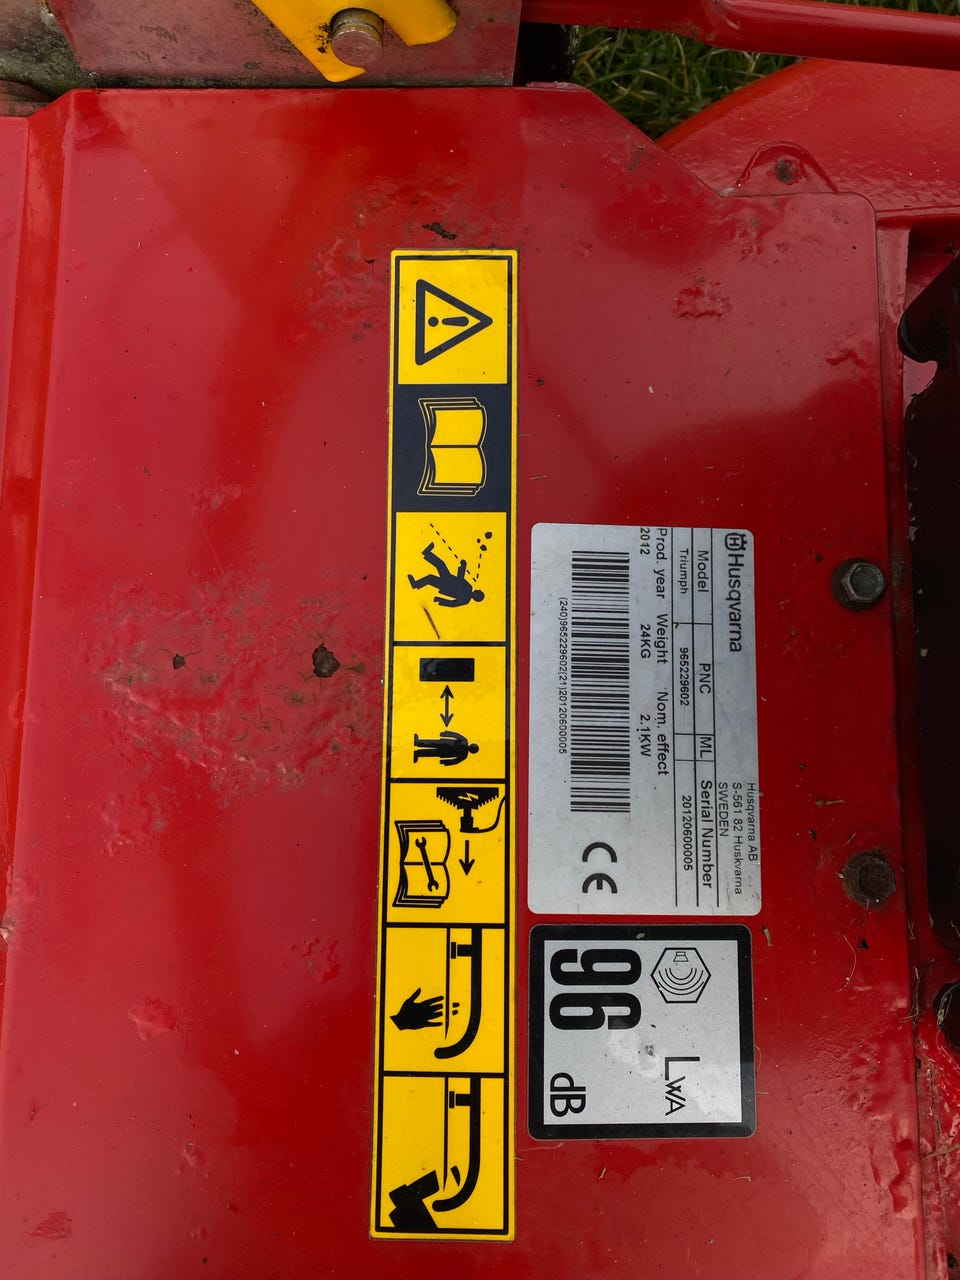 Husqvarna
Husqvarna AB
S-561 82 Huskvarna
SWEDEN
Model PNC ML Serial Number
Triumph 965229602 20120600005
Prod. year Weight Nom. effect
2012 24KG 2.1KW
(240)965229602(21)20120600005
CE
LWA
96 dB